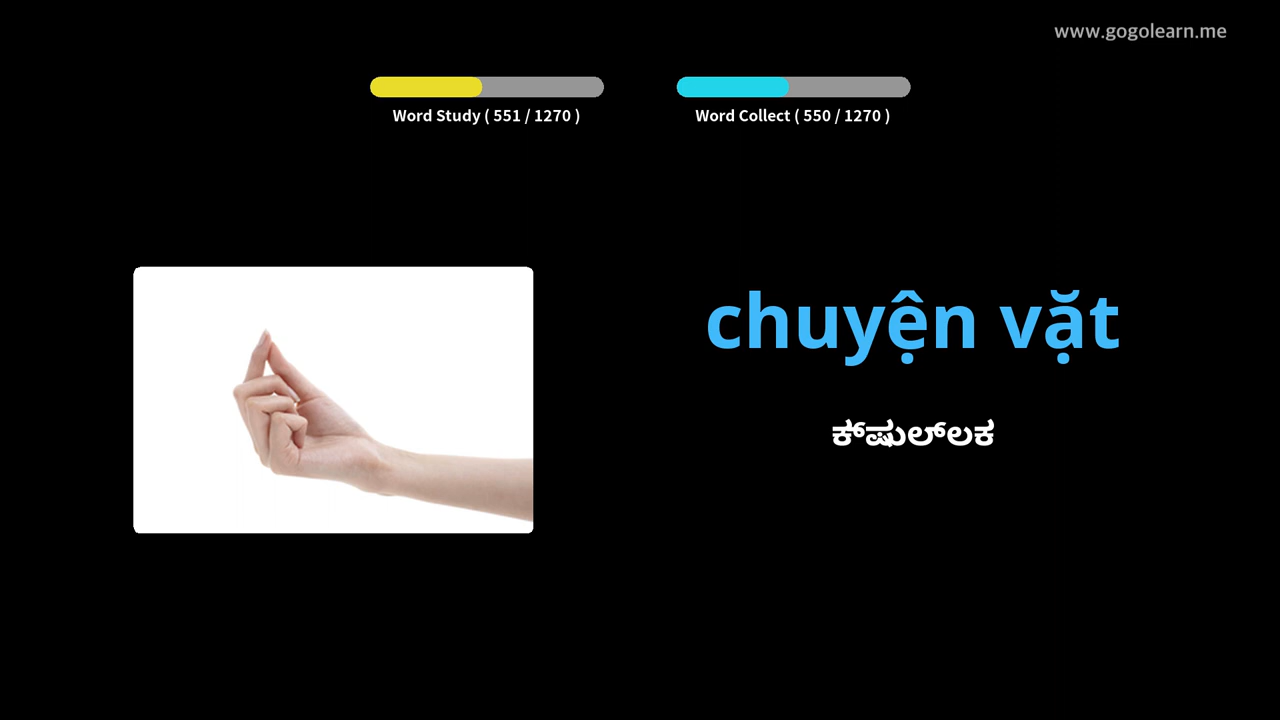 www.gogolearn.me
Word Study ( 551 / 1270 )
Word Collect ( 550 / 1270 )
chuyện vặt
ಕ್‌ಷುಲ್‌ಲಕ